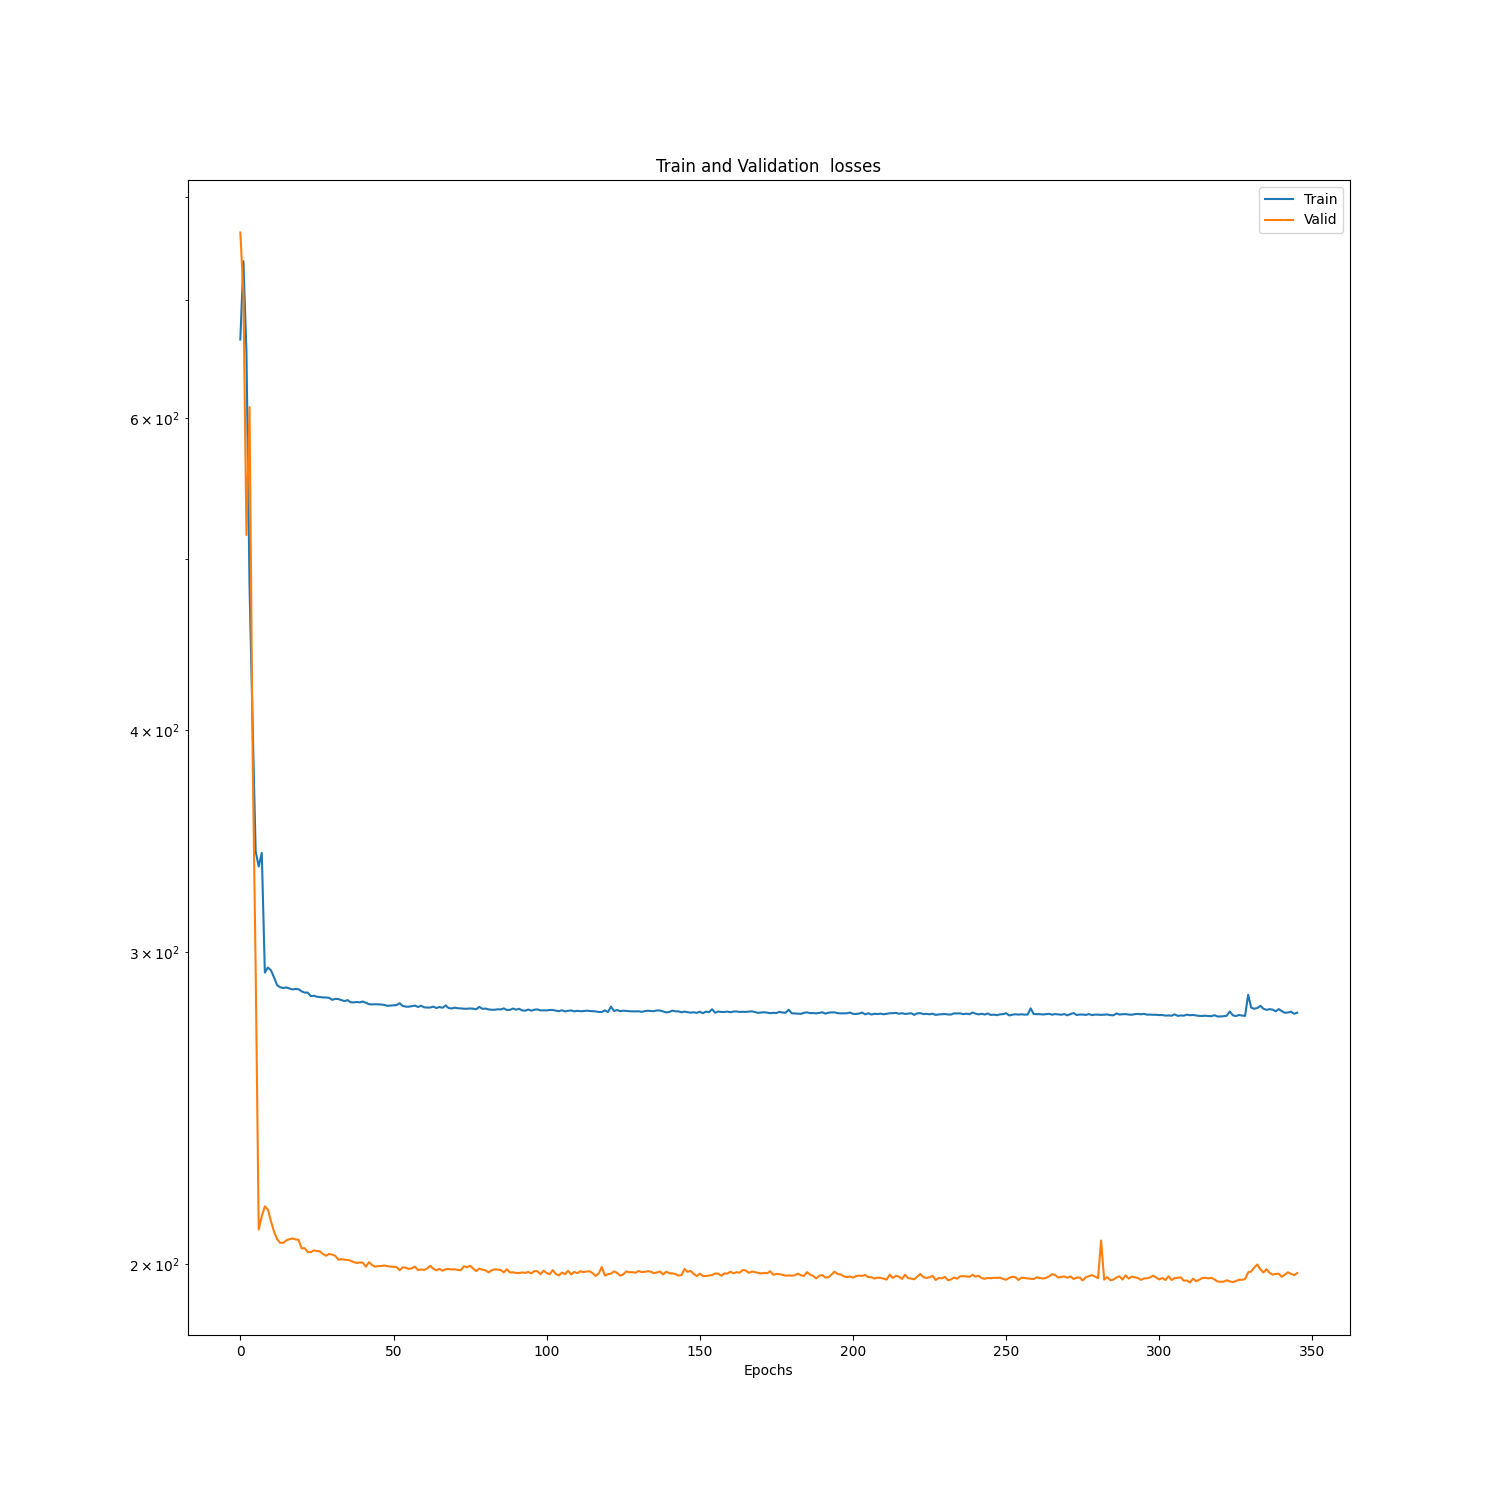 Train and Validation  losses
Train
Valid
6 × 10²
4 × 10²
3 × 10²
2 × 10²
0 50 100 150 200 250 300 350
Epochs